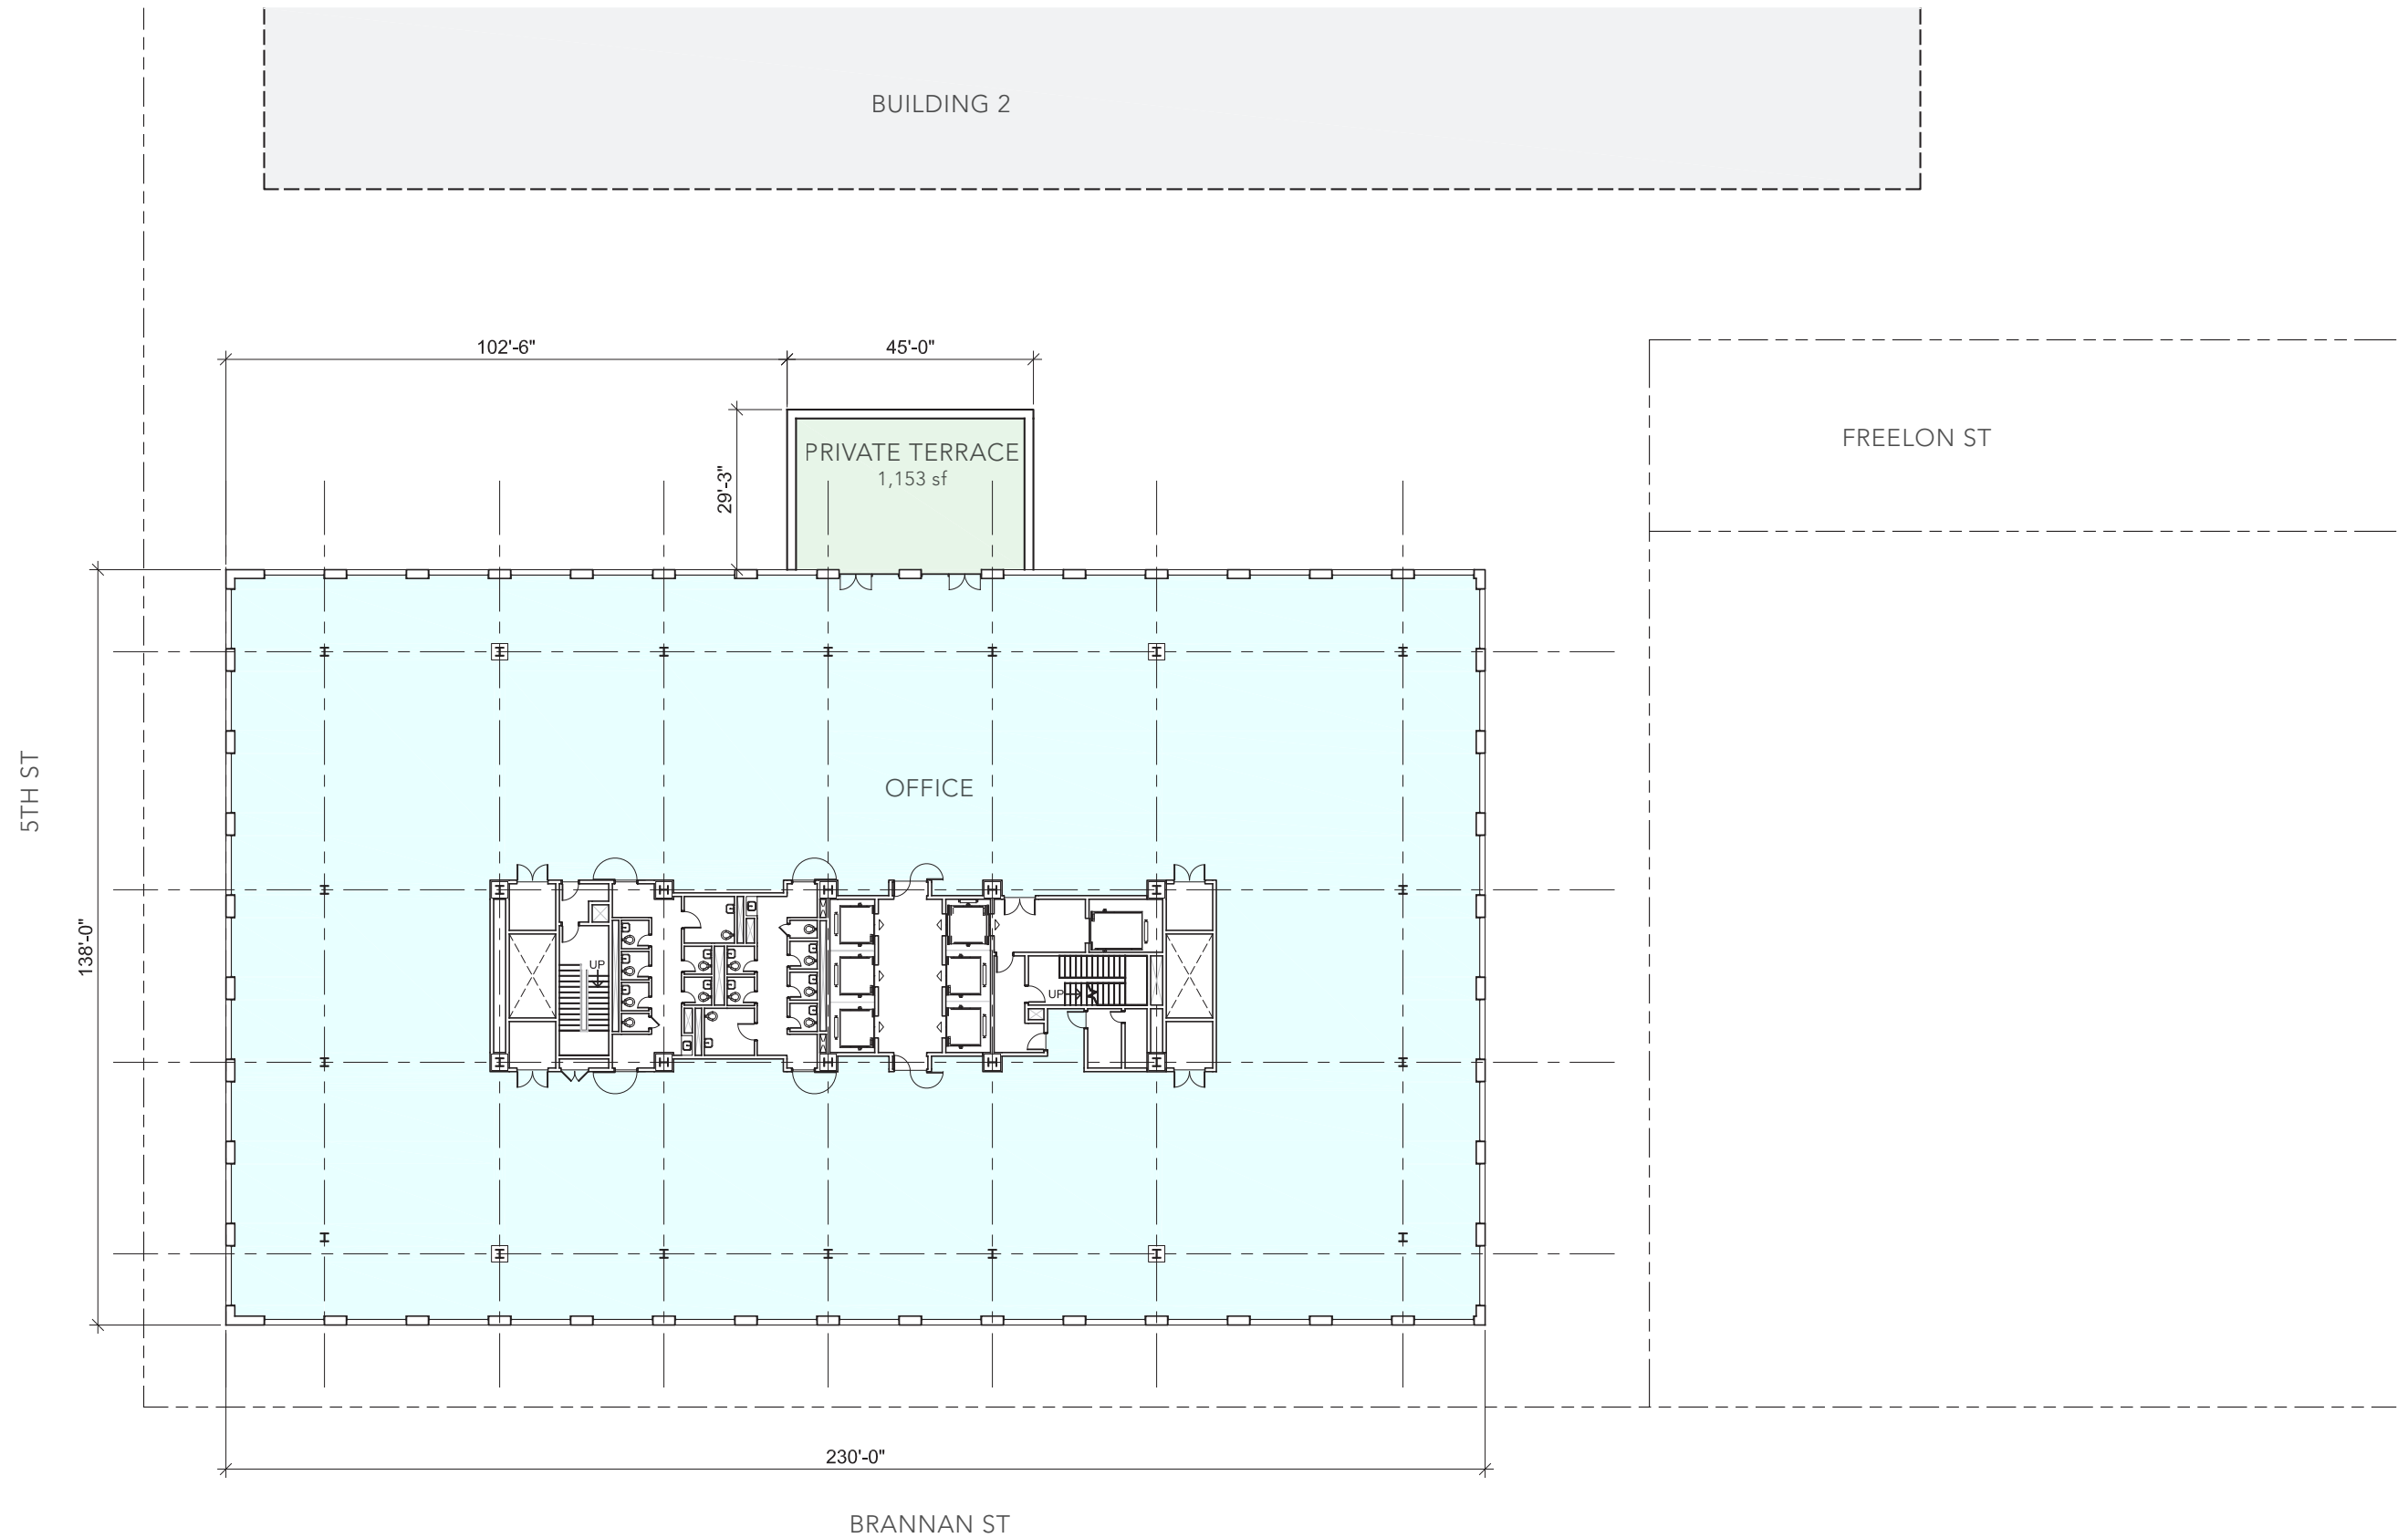 BUILDING 2
102'-6"
45'-0"
FREELON ST
PRIVATE TERRACE
1,153 sf
29'-3"
OFFICE
5TH ST
138'-0"
UP
UP
230'-0"
BRANNAN ST